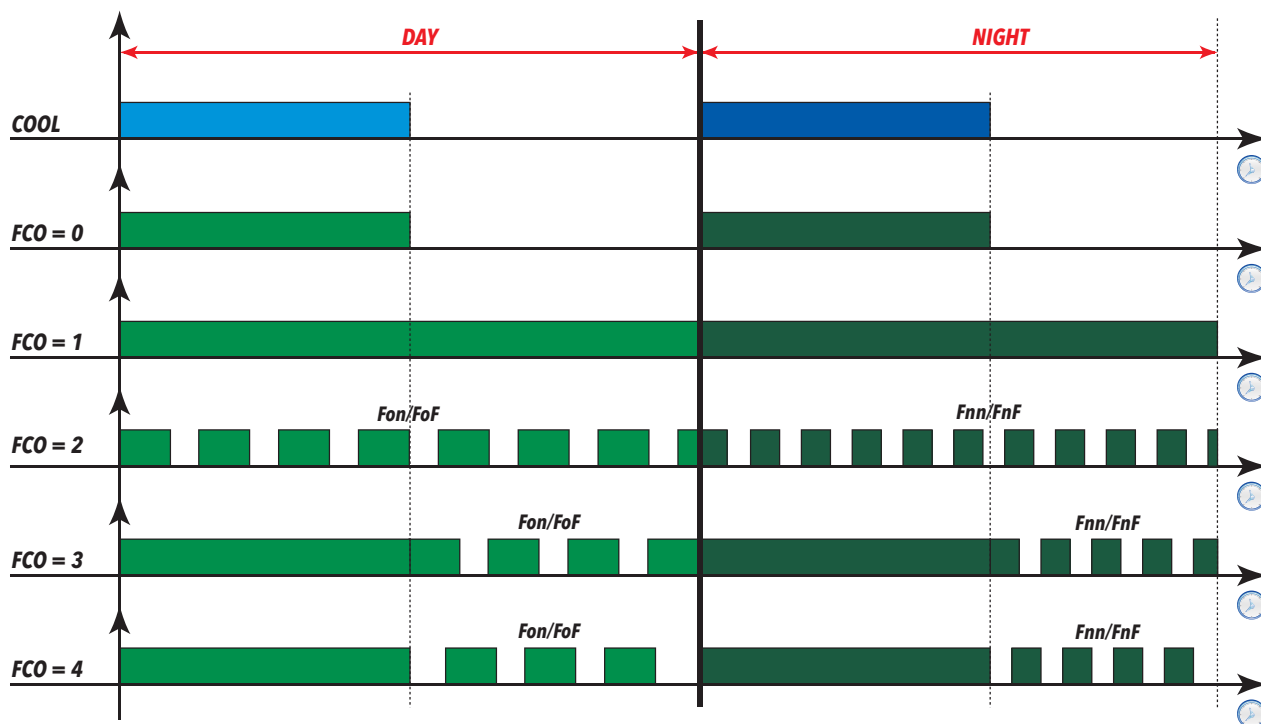 DAY NIGHT
COOL
FCO = 0
FCO = 1
Fon/FoF Fnn/FnF
FCO = 2
Fon/FoF Fnn/FnF
FCO = 3
Fon/FoF Fnn/FnF
FCO = 4